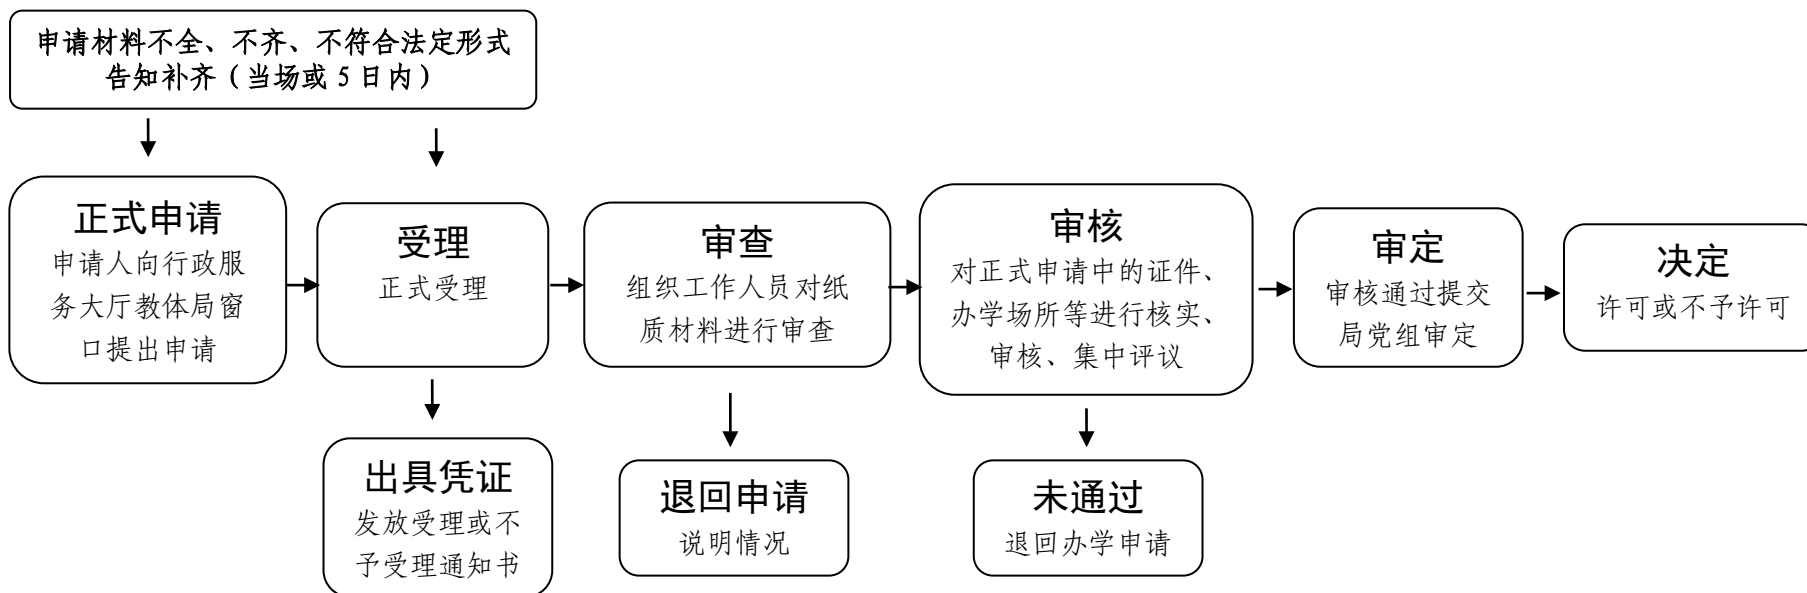 申请材料不全、不齐、不符合法定形式
告知补齐（当场或 5 日内）
正式申请
申请人向行政服
务大厅教体局窗
口提出申请
受理
正式受理
审查
组织工作人员对纸
质材料进行审查
审核
对正式申请中的证件、
办学场所等进行核实、
审核、集中评议
审定
审核通过提交
局党组审定
决定
许可或不予许可
出具凭证
发放受理或不
予受理通知书
退回申请
说明情况
未通过
退回办学申请